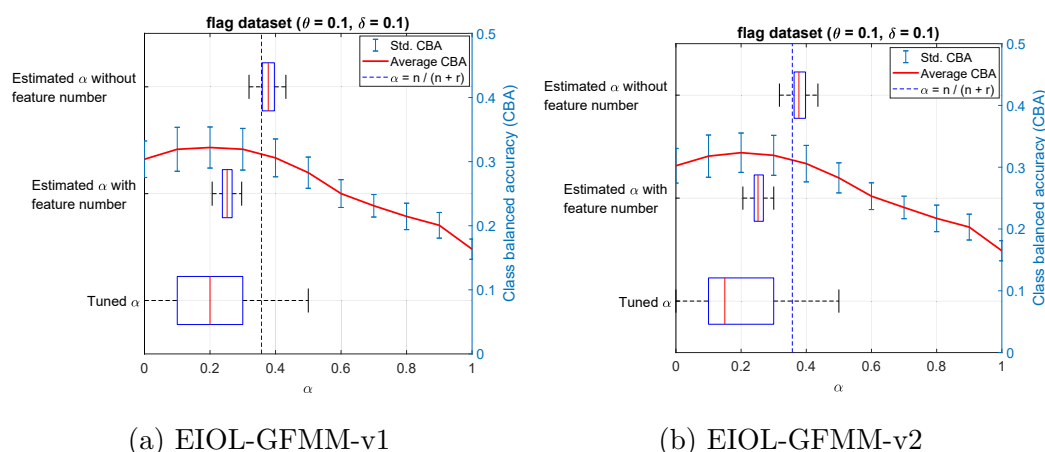 flag dataset (θ = 0.1, δ = 0.1)
Std. CBA
Average CBA
α = n / (n + r)
Estimated α without
feature number
Estimated α with
feature number
Tuned α
0
0.2
0.4
0.6
0.8
1
α
0.5
0.4
0.3
0.2
0.1
0
Class balanced accuracy (CBA)
(a) EIOL-GFMM-v1
flag dataset (θ = 0.1, δ = 0.1)
Std. CBA
Average CBA
α = n / (n + r)
Estimated α without
feature number
Estimated α with
feature number
Tuned α
0
0.2
0.4
0.6
0.8
1
α
0.5
0.4
0.3
0.2
0.1
0
Class balanced accuracy (CBA)
(b) EIOL-GFMM-v2